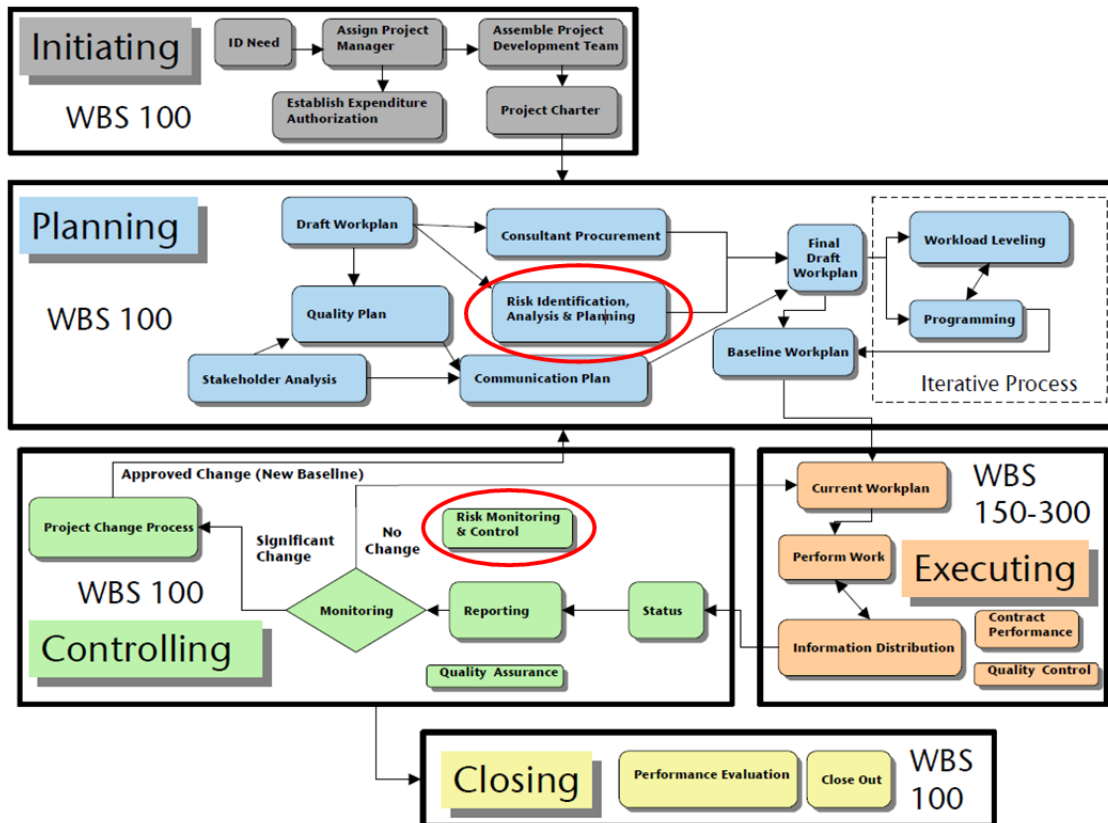 Initiating
WBS 100
ID Need
Assign Project
Manager
Assemble Project
Development Team
Establish Expenditure
Authorization
Project Charter
Planning
WBS 100
Draft Workplan
Consultant Procurement
Final
Draft
Workplan
Workload Leveling
Risk Identification,
Analysis & Planning
Quality Plan
Programming
Baseline Workplan
Stakeholder Analysis
Communication Plan
Iterative Process
Approved Change (New Baseline)
Project Change Process
Significant
Change
No
Change
Risk Monitoring
& Control
WBS 100
Controlling
Monitoring
Reporting
Status
Quality Assurance
Current Workplan
WBS
150-300
Perform Work
Executing
Information Distribution
Contract
Performance
Quality Control
Closing
Performance Evaluation
Close Out
WBS
100